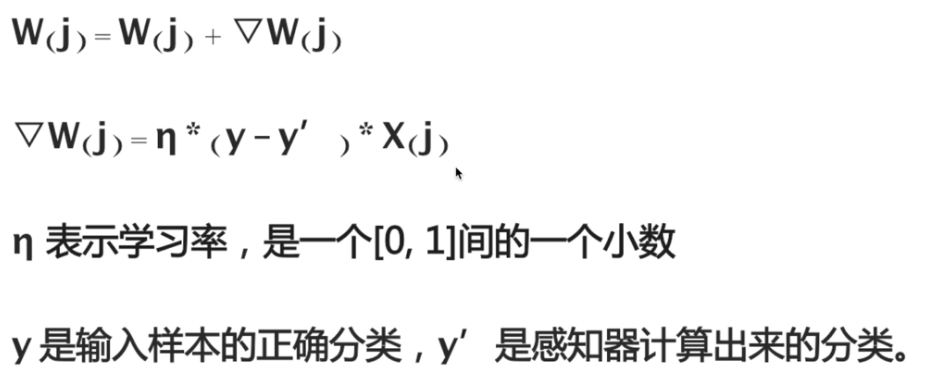 W(j) = W(j) + ▽W(j)
▽W(j) = η * (y - y′ ) * X(j)
η 表示学习率，是一个[0, 1]间的一个小数
y 是输入样本的正确分类，y′ 是感知器计算出来的分类。